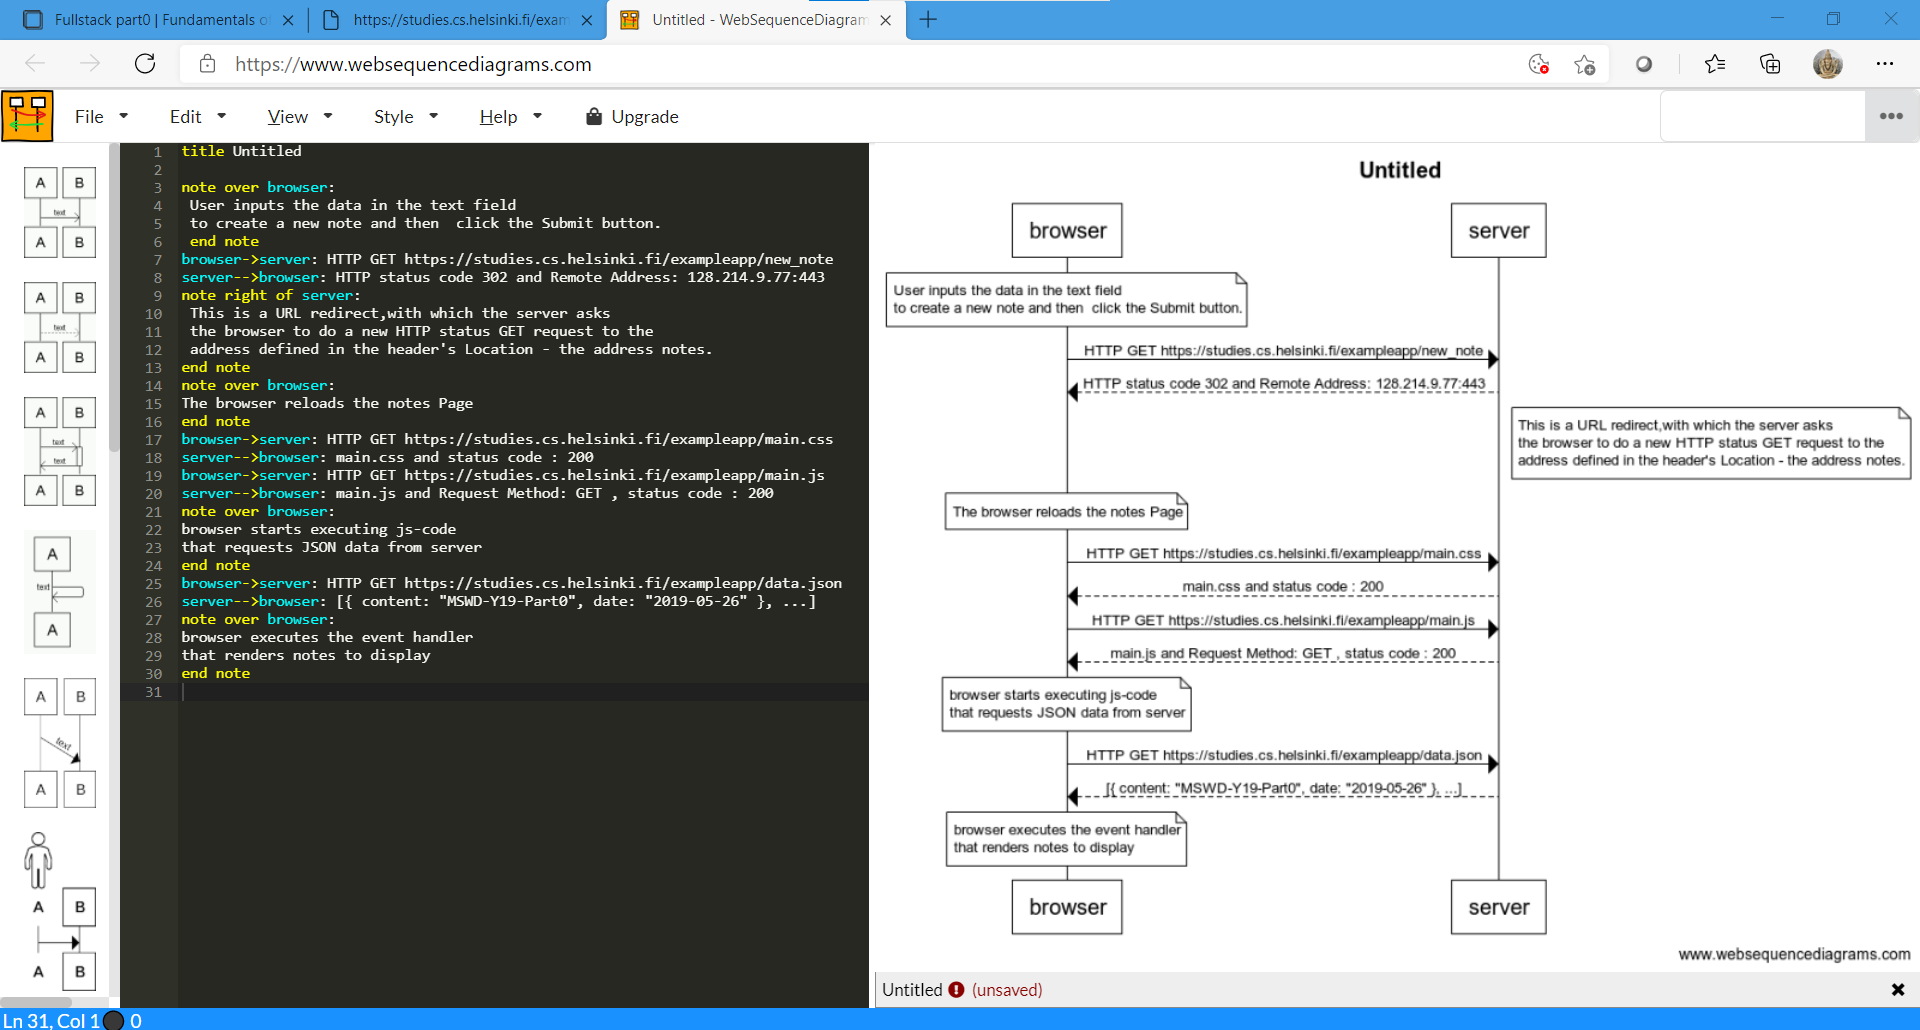 Fullstack part0 | Fundamentals o
https://studies.cs.helsinki.fi/exam
Untitled - WebSequenceDiagram
https://www.websequencediagrams.com
File Edit View Style Help Upgrade
A B
text
A B
A B
text
A B
A B
text
text
A B
A
text
A
A B
text
A B
A B
A B
1 title Untitled
2
3 note over browser:
4 User inputs the data in the text field
5 to create a new note and then  click the Submit button.
6 end note
7 browser->server: HTTP GET https://studies.cs.helsinki.fi/exampleapp/new_note
8 server-->browser: HTTP status code 302 and Remote Address: 128.214.9.77:443
9 note right of server:
10 This is a URL redirect,with which the server asks
11 the browser to do a new HTTP status GET request to the
12 address defined in the header's Location - the address notes.
13 end note
14 note over browser:
15 The browser reloads the notes Page
16 end note
17 browser->server: HTTP GET https://studies.cs.helsinki.fi/exampleapp/main.css
18 server-->browser: main.css and status code : 200
19 browser->server: HTTP GET https://studies.cs.helsinki.fi/exampleapp/main.js
20 server-->browser: main.js and Request Method: GET , status code : 200
21 note over browser:
22 browser starts executing js-code
23 that requests JSON data from server
24 end note
25 browser->server: HTTP GET https://studies.cs.helsinki.fi/exampleapp/data.json
26 server-->browser: [{ content: "MSWD-Y19-Part0", date: "2019-05-26" }, ...]
27 note over browser:
28 browser executes the event handler
29 that renders notes to display
30 end note
31
Untitled
browser server
User inputs the data in the text field
to create a new note and then  click the Submit button.
HTTP GET https://studies.cs.helsinki.fi/exampleapp/new_note
HTTP status code 302 and Remote Address: 128.214.9.77:443
This is a URL redirect,with which the server asks
the browser to do a new HTTP status GET request to the
address defined in the header's Location - the address notes.
The browser reloads the notes Page
HTTP GET https://studies.cs.helsinki.fi/exampleapp/main.css
main.css and status code : 200
HTTP GET https://studies.cs.helsinki.fi/exampleapp/main.js
main.js and Request Method: GET , status code : 200
browser starts executing js-code
that requests JSON data from server
HTTP GET https://studies.cs.helsinki.fi/exampleapp/data.json
[{ content: "MSWD-Y19-Part0", date: "2019-05-26" }, ...]
browser executes the event handler
that renders notes to display
browser server
www.websequencediagrams.com
Untitled (unsaved)
Ln 31, Col 1 0